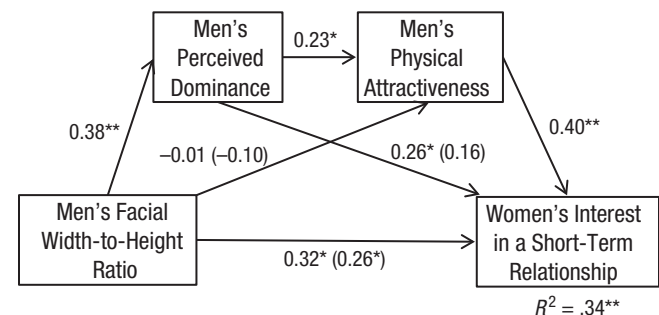 Men’s
Perceived
Dominance
0.23*
Men’s
Physical
Attractiveness
0.38**
–0.01 (–0.10)
0.26* (0.16)
0.40**
Men’s Facial
Width-to-Height
Ratio
0.32* (0.26*)
Women’s Interest
in a Short-Term
Relationship
R² = .34**